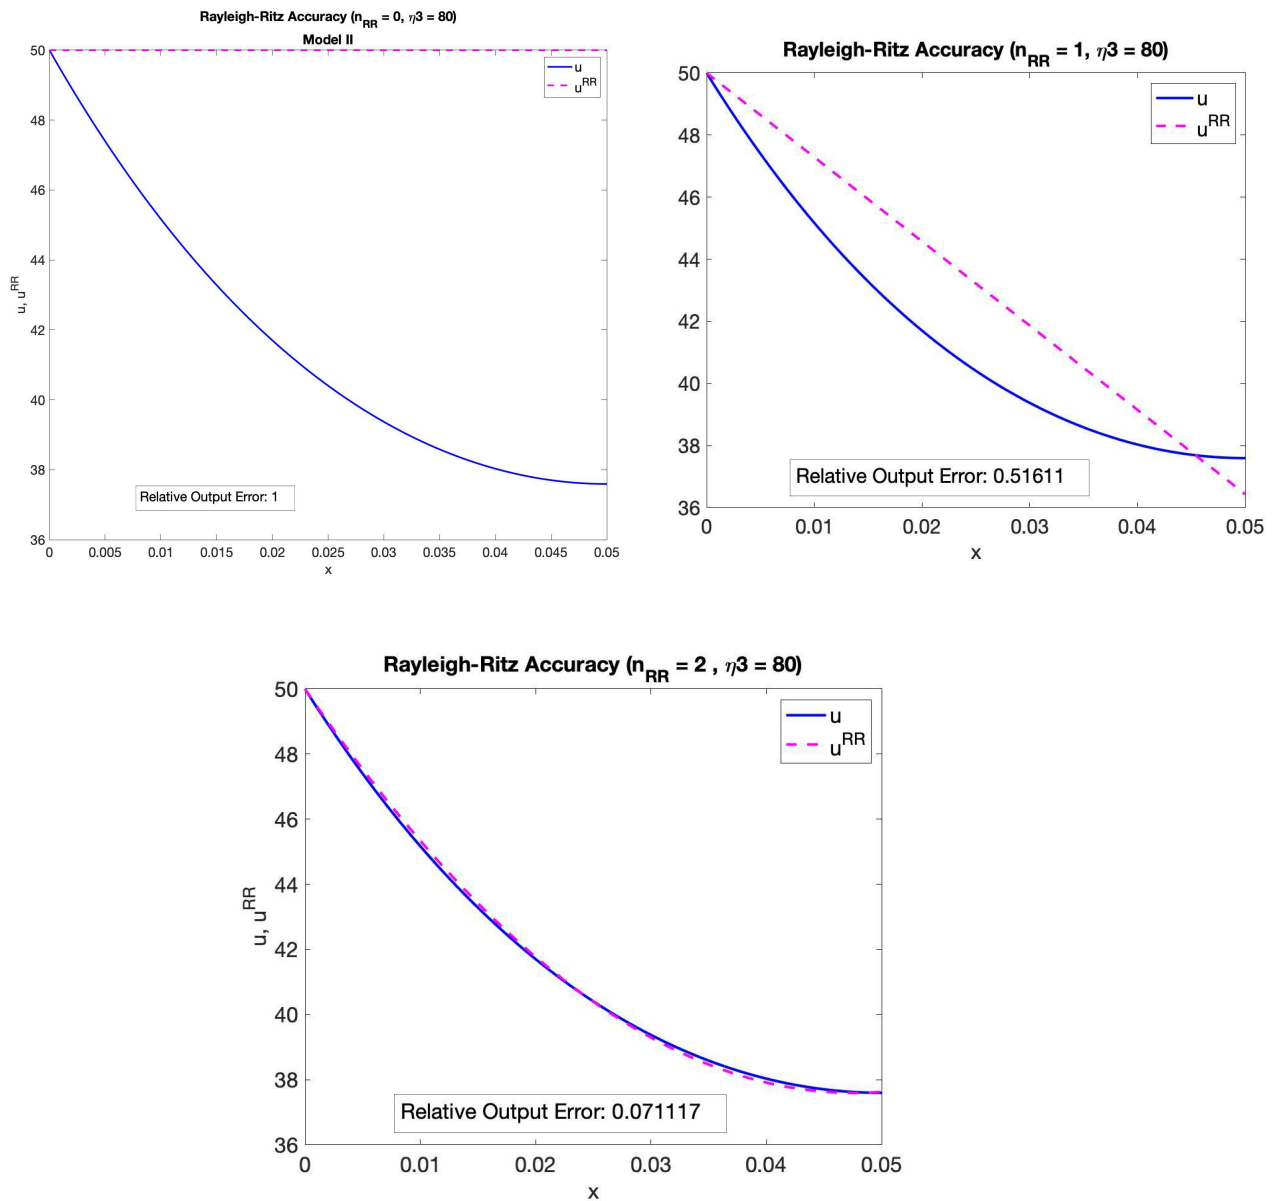 Rayleigh-Ritz Accuracy (nRR = 0, η3 = 80)
Model II
50
48
46
44
42
40
38
36
u, uRR
u
uRR
Relative Output Error: 1
0 0.005 0.01 0.015 0.02 0.025 0.03 0.035 0.04 0.045 0.05
x
Rayleigh-Ritz Accuracy (nRR = 1, η3 = 80)
50
48
46
44
42
40
38
36
u
uRR
Relative Output Error: 0.51611
0 0.01 0.02 0.03 0.04 0.05
x
Rayleigh-Ritz Accuracy (nRR = 2 , η3 = 80)
50
48
46
44
42
40
38
36
u, uRR
u
uRR
Relative Output Error: 0.071117
0 0.01 0.02 0.03 0.04 0.05
x